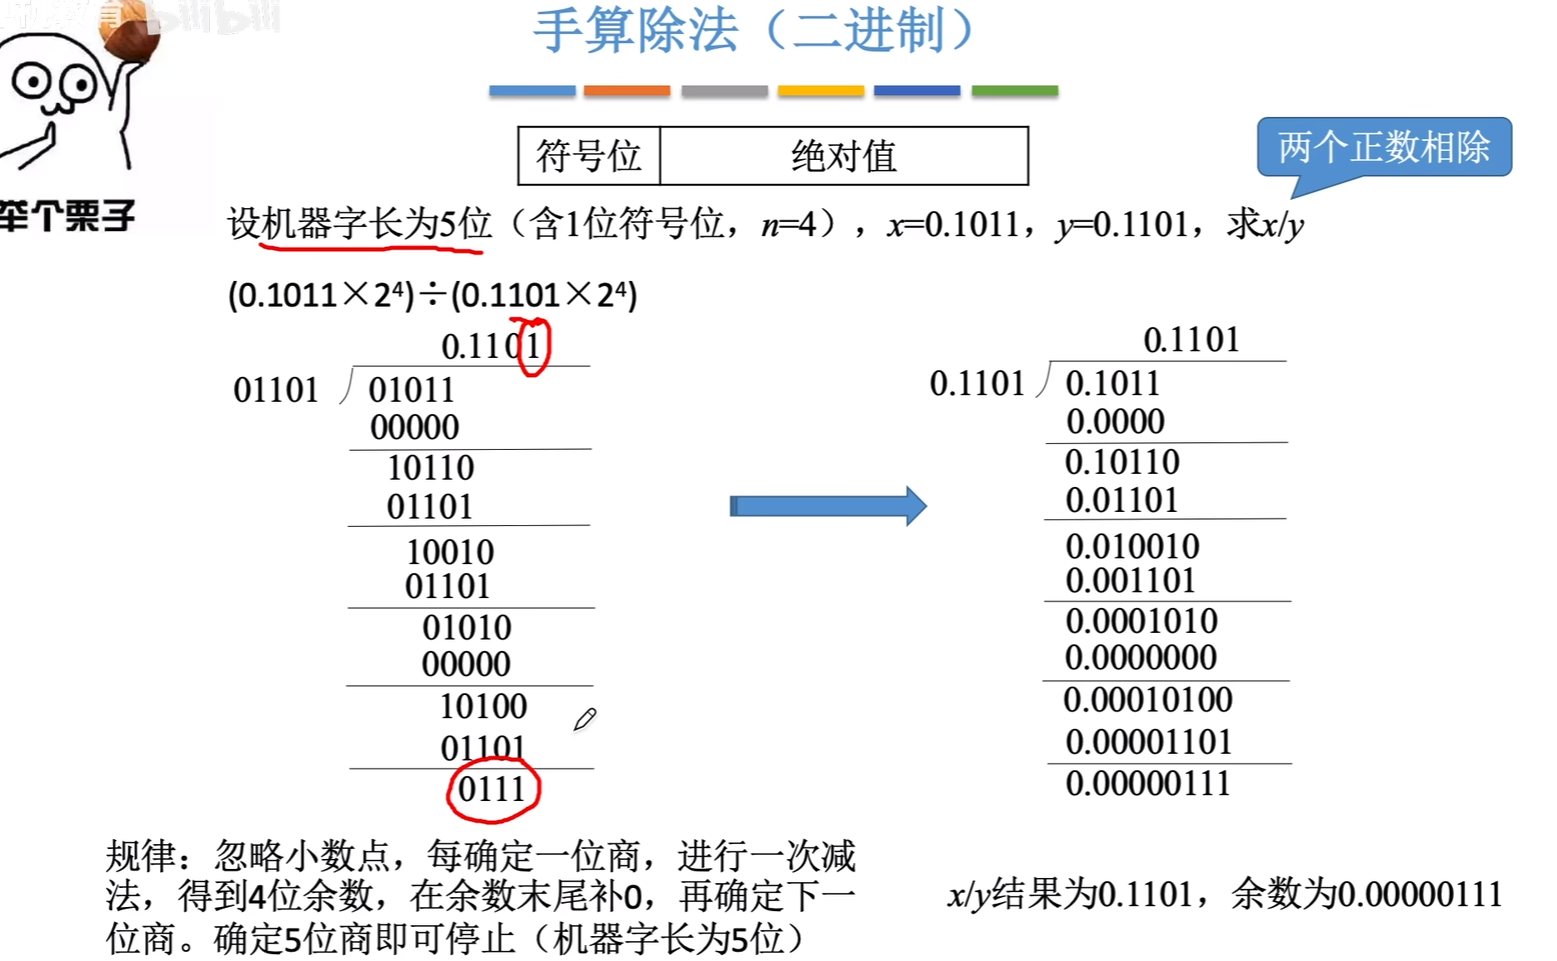 bilibili
手算除法（二进制）
符号位 绝对值
两个正数相除
举个栗子
设机器字长为5位（含1位符号位，n=4），x=0.1011，y=0.1101，求x/y
(0.1011×2⁴)÷(0.1101×2⁴)
0.1101
01101 01011
00000
10110
01101
10010
01101
01010
00000
10100
01101
0111
0.1101
0.1101 0.1011
0.0000
0.10110
0.01101
0.010010
0.001101
0.0001010
0.0000000
0.00010100
0.00001101
0.00000111
规律：忽略小数点，每确定一位商，进行一次减
法，得到4位余数，在余数末尾补0，再确定下一
位商。确定5位商即可停止（机器字长为5位）
x/y结果为0.1101，余数为0.00000111